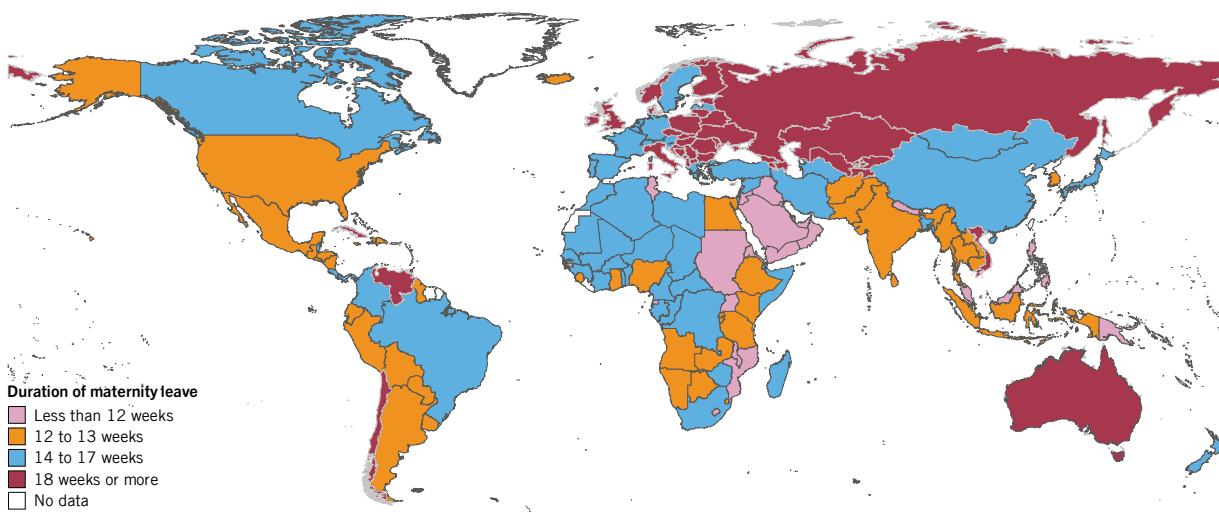 Duration of maternity leave
Less than 12 weeks
12 to 13 weeks
14 to 17 weeks
18 weeks or more
No data